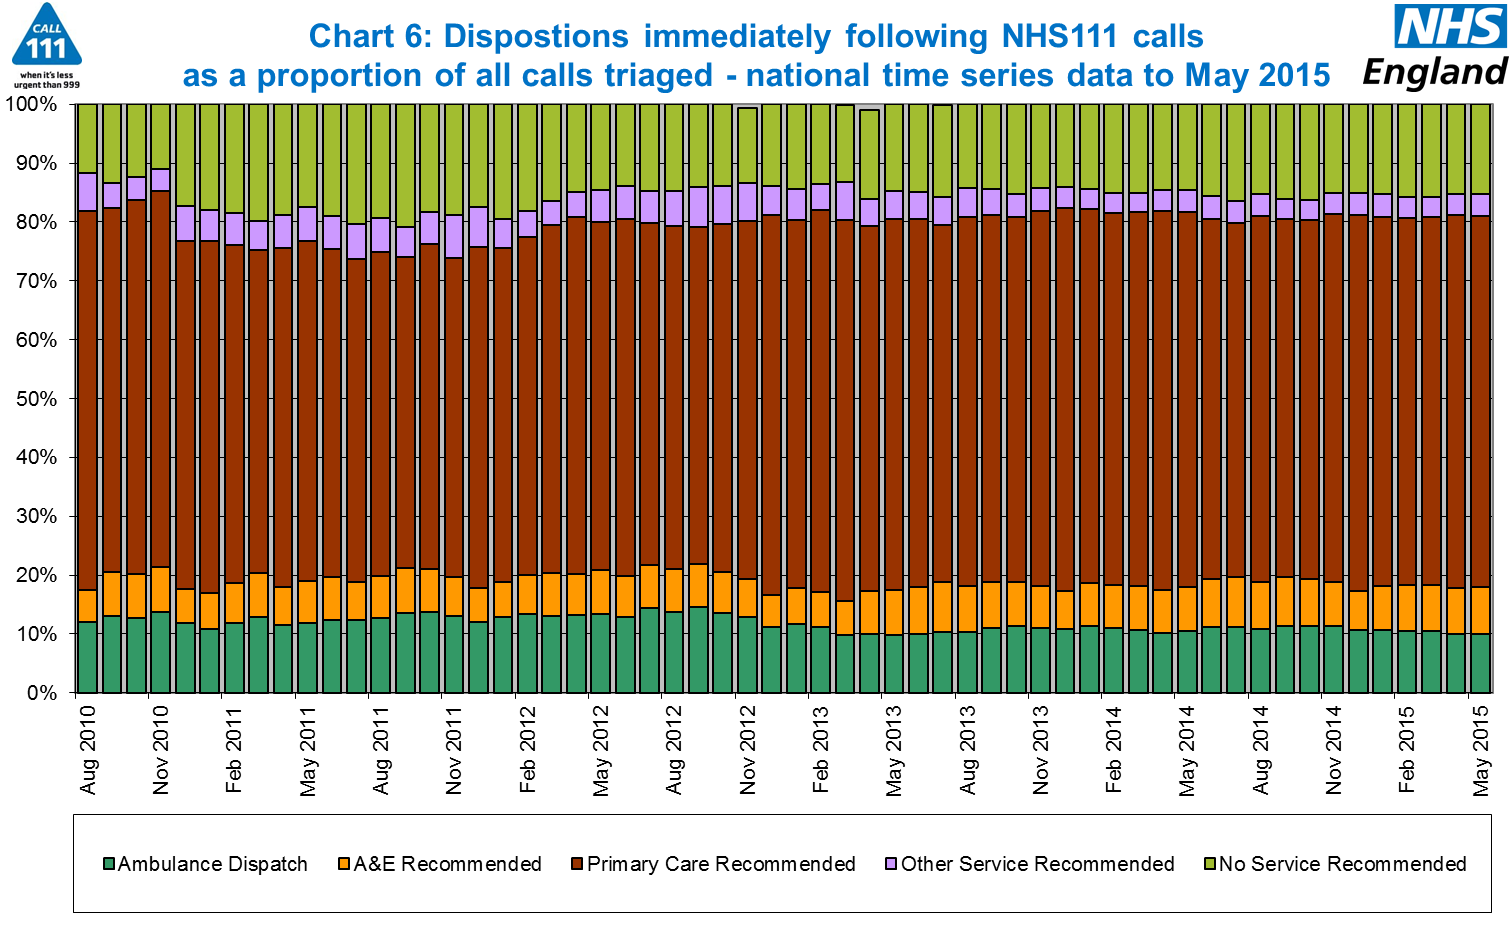 CALL
111
when it's less
urgent than 999
Chart 6: Dispostions immediately following NHS111 calls
as a proportion of all calls triaged - national time series data to May 2015
NHS
England
100%
90%
80%
70%
60%
50%
40%
30%
20%
10%
0%
Aug 2010
Nov 2010
Feb 2011
May 2011
Aug 2011
Nov 2011
Feb 2012
May 2012
Aug 2012
Nov 2012
Feb 2013
May 2013
Aug 2013
Nov 2013
Feb 2014
May 2014
Aug 2014
Nov 2014
Feb 2015
May 2015
Ambulance Dispatch
A&E Recommended
Primary Care Recommended
Other Service Recommended
No Service Recommended